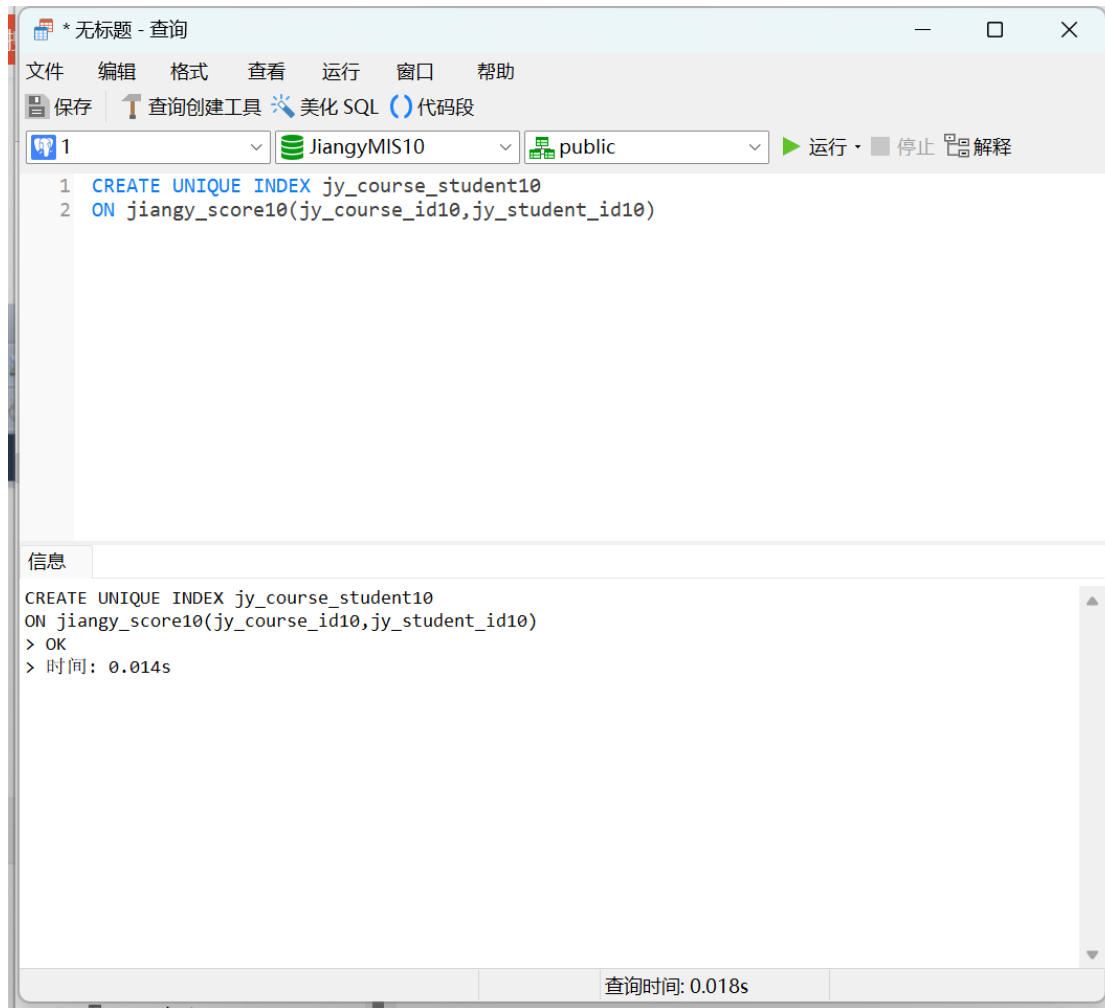 * 无标题 - 查询
文件 编辑 格式 查看 运行 窗口 帮助
保存 查询创建工具 美化 SQL () 代码段
1 JiangyMIS10 public 运行 停止 解释
1 CREATE UNIQUE INDEX jy_course_student10
2 ON jiangy_score10(jy_course_id10,jy_student_id10)
信息
CREATE UNIQUE INDEX jy_course_student10
ON jiangy_score10(jy_course_id10,jy_student_id10)
> OK
> 时间: 0.014s
查询时间: 0.018s